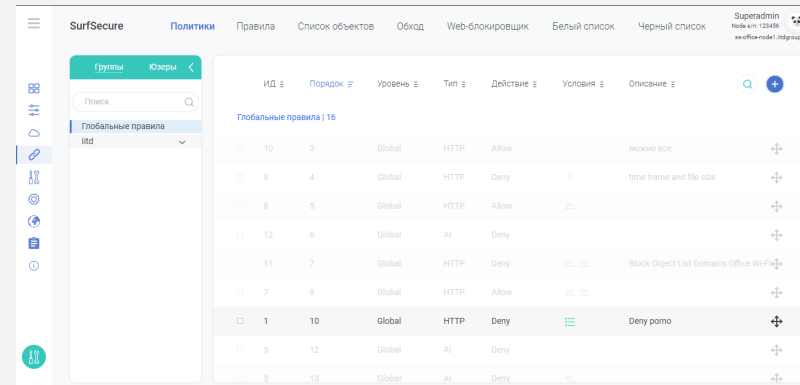 SurfSecure Политики Правила Список объектов Обход Web-блокировщик Белый список Черный список
Superadmin
Node s/n: 123456
ss-office-node1.iitdgroup
Группы Юзеры
Поиск
Глобальные правила
iitd
ИД Порядок Уровень Тип Действие Условия Описание
Глобальные правила | 16
10 3 Global HTTP Allow можно все
9 4 Global HTTP Deny time frame and file size
8 5 Global HTTP Allow
12 6 Global AI Deny
11 7 Global HTTP Deny Block Object List Domains Office Wi-Fi
7 8 Global HTTP Allow
1 10 Global HTTP Deny Deny porno
5 12 Global AI Deny
3 13 Global AI Deny